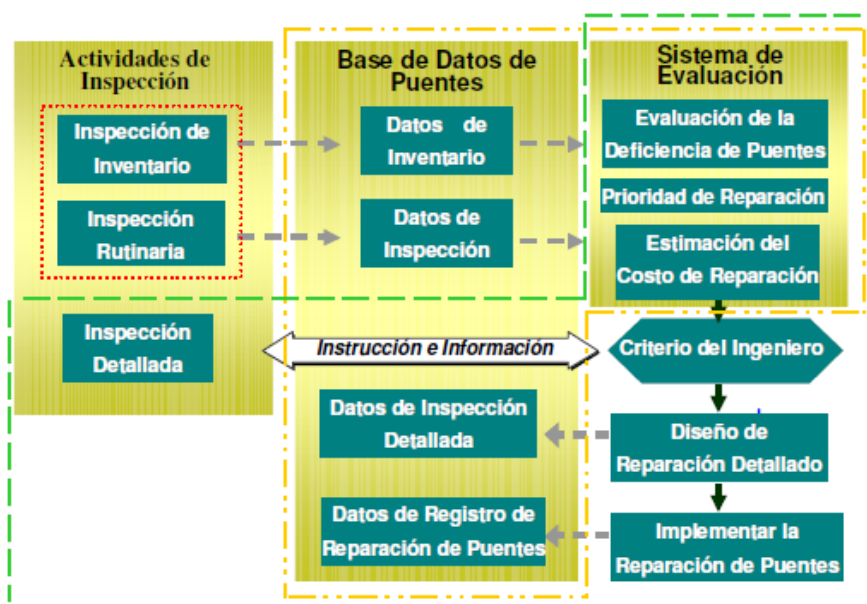 Actividades de
Inspección
Inspección de
Inventario
Inspección
Rutinaria
Inspección
Detallada
Base de Datos de
Puentes
Datos de
Inventario
Datos de
Inspección
Instrucción e Información
Datos de Inspección
Detallada
Datos de Registro de
Reparación de Puentes
Sistema de
Evaluación
Evaluación de la
Deficiencia de Puentes
Prioridad de Reparación
Estimación del
Costo de Reparación
Criterio del Ingeniero
Diseño de
Reparación Detallado
Implementar la
Reparación de Puentes